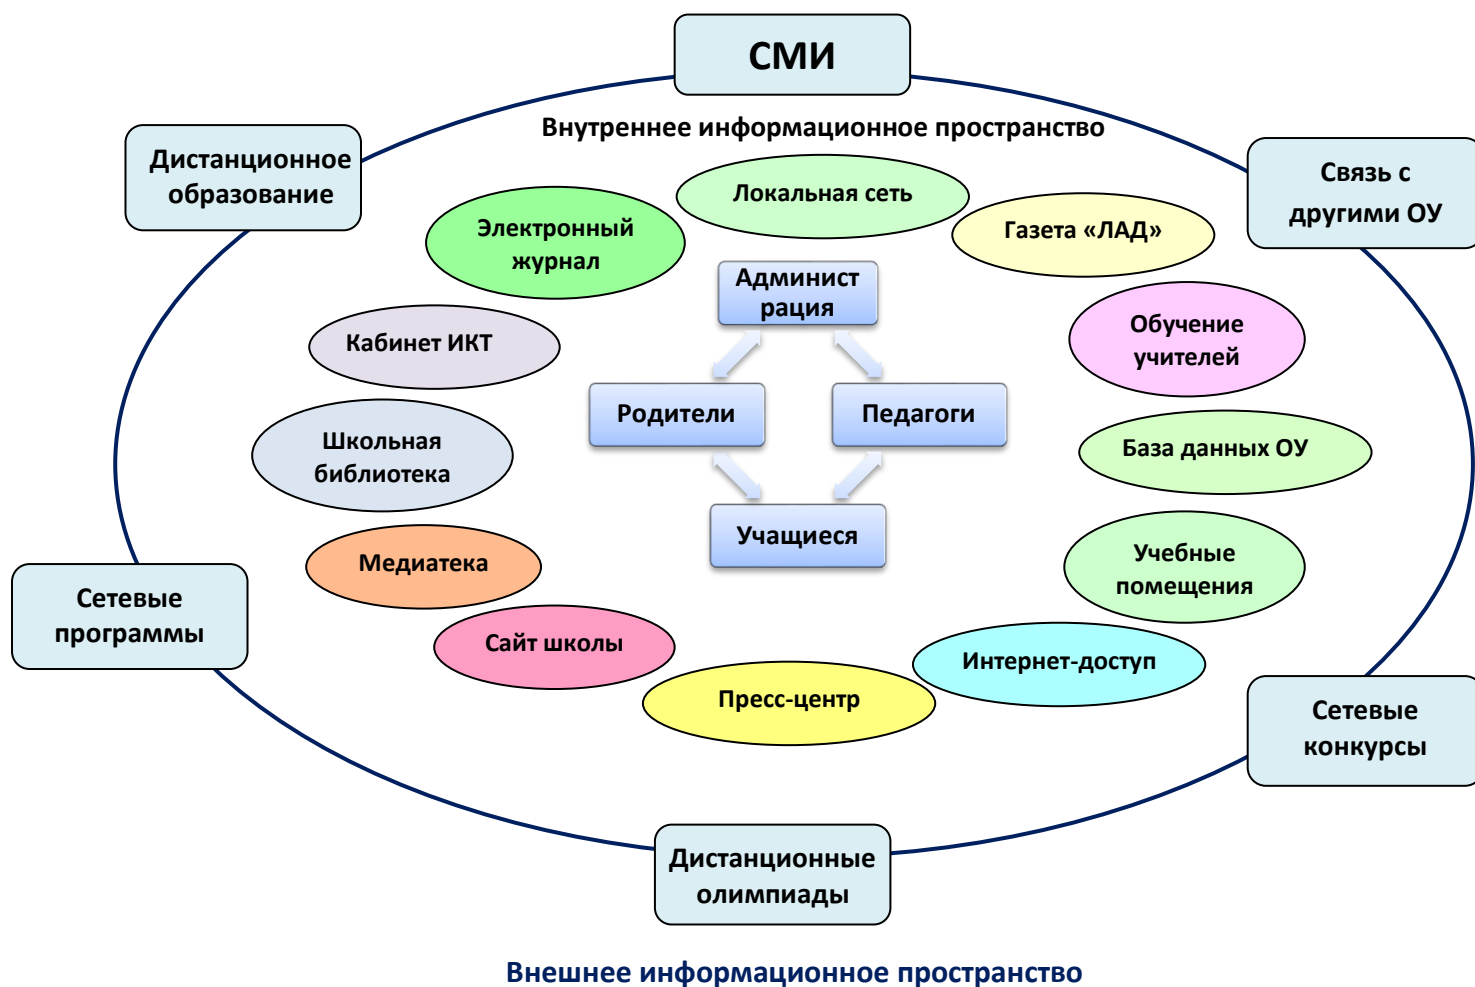 СМИ
Внутреннее информационное пространство
Дистанционное
образование
Связь с
другими ОУ
Локальная сеть
Электронный
журнал
Газета «ЛАД»
Админист
рация
Кабинет ИКТ
Обучение
учителей
Родители
Педагоги
Школьная
библиотека
База данных ОУ
Учащиеся
Медиатека
Учебные
помещения
Сетевые
программы
Сайт школы
Интернет-доступ
Пресс-центр
Сетевые
конкурсы
Дистанционные
олимпиады
Внешнее информационное пространство